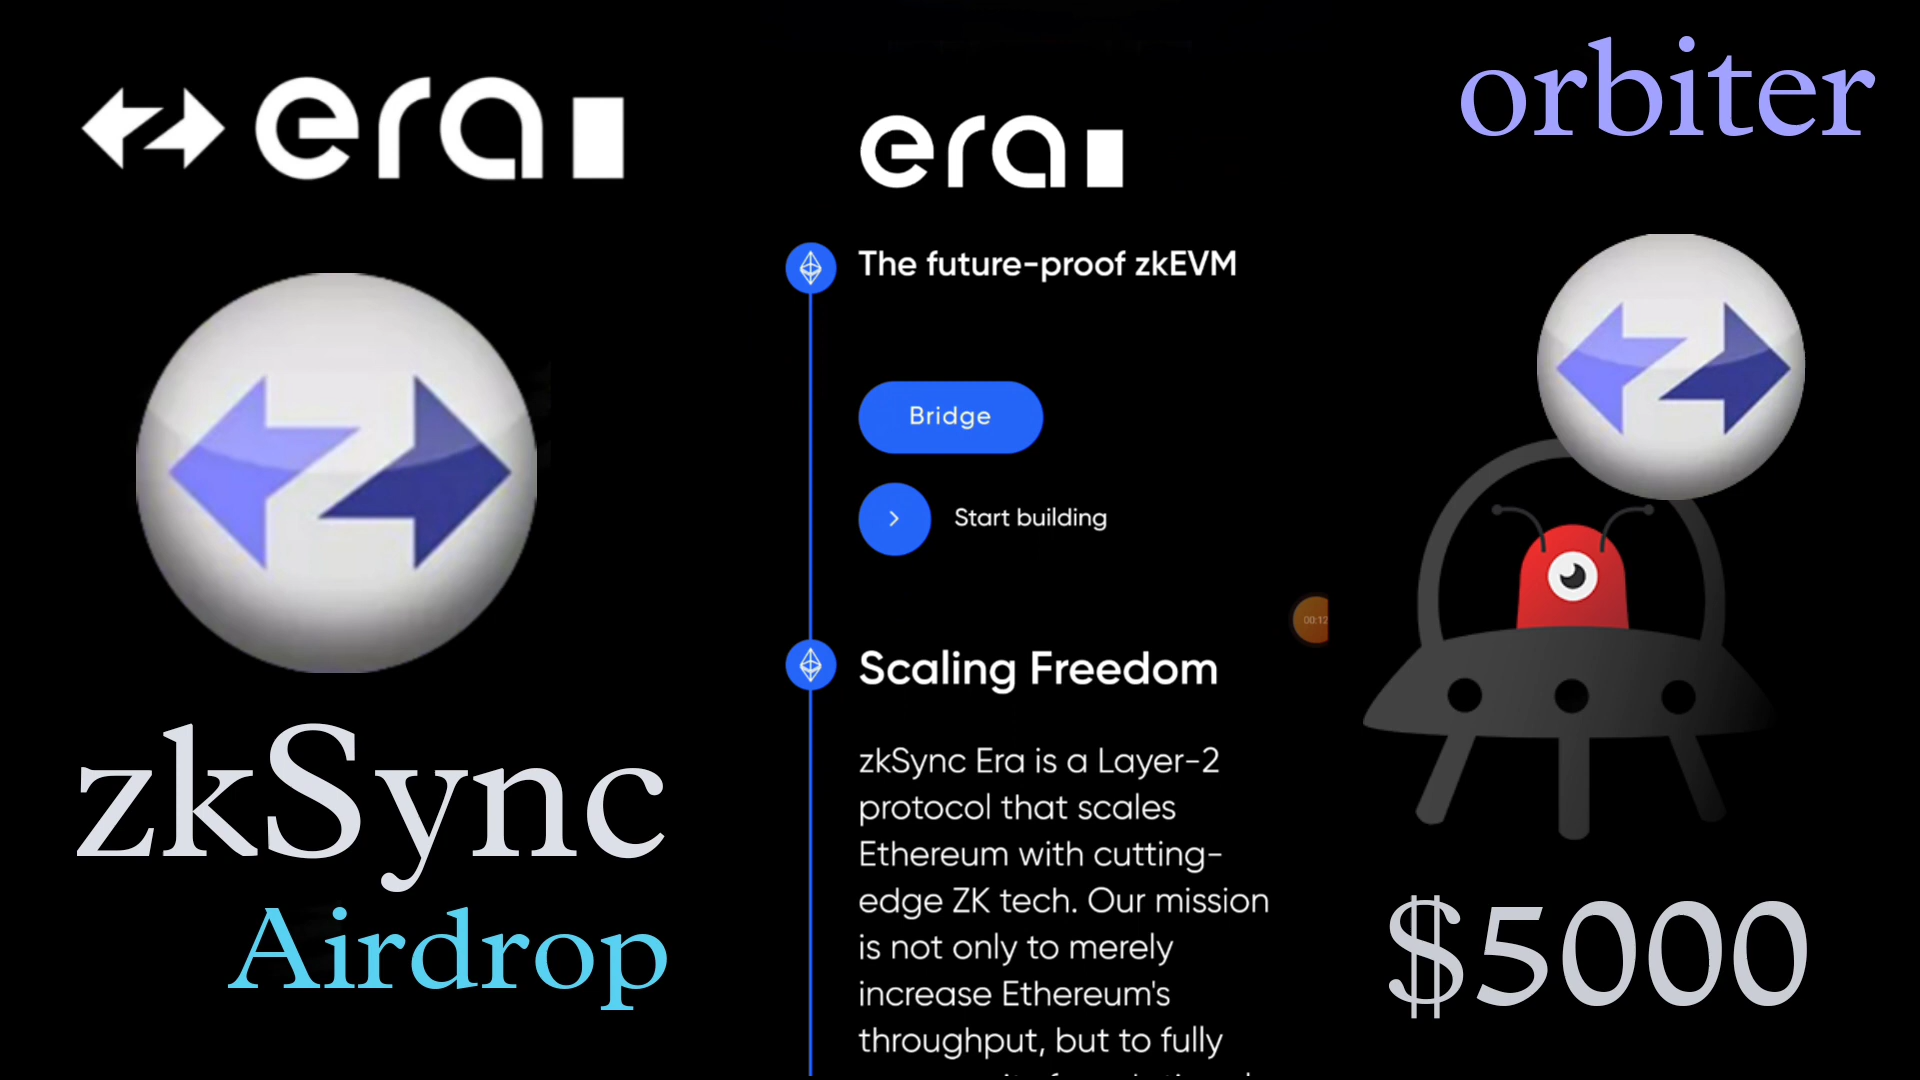 era
zkSync
Airdrop
era
The future-proof zkEVM
Bridge
Start building
Scaling Freedom
zkSync Era is a Layer-2
protocol that scales
Ethereum with cutting-
edge ZK tech. Our mission
is not only to merely
increase Ethereum's
throughput, but to fully
00:12
orbiter
$5000